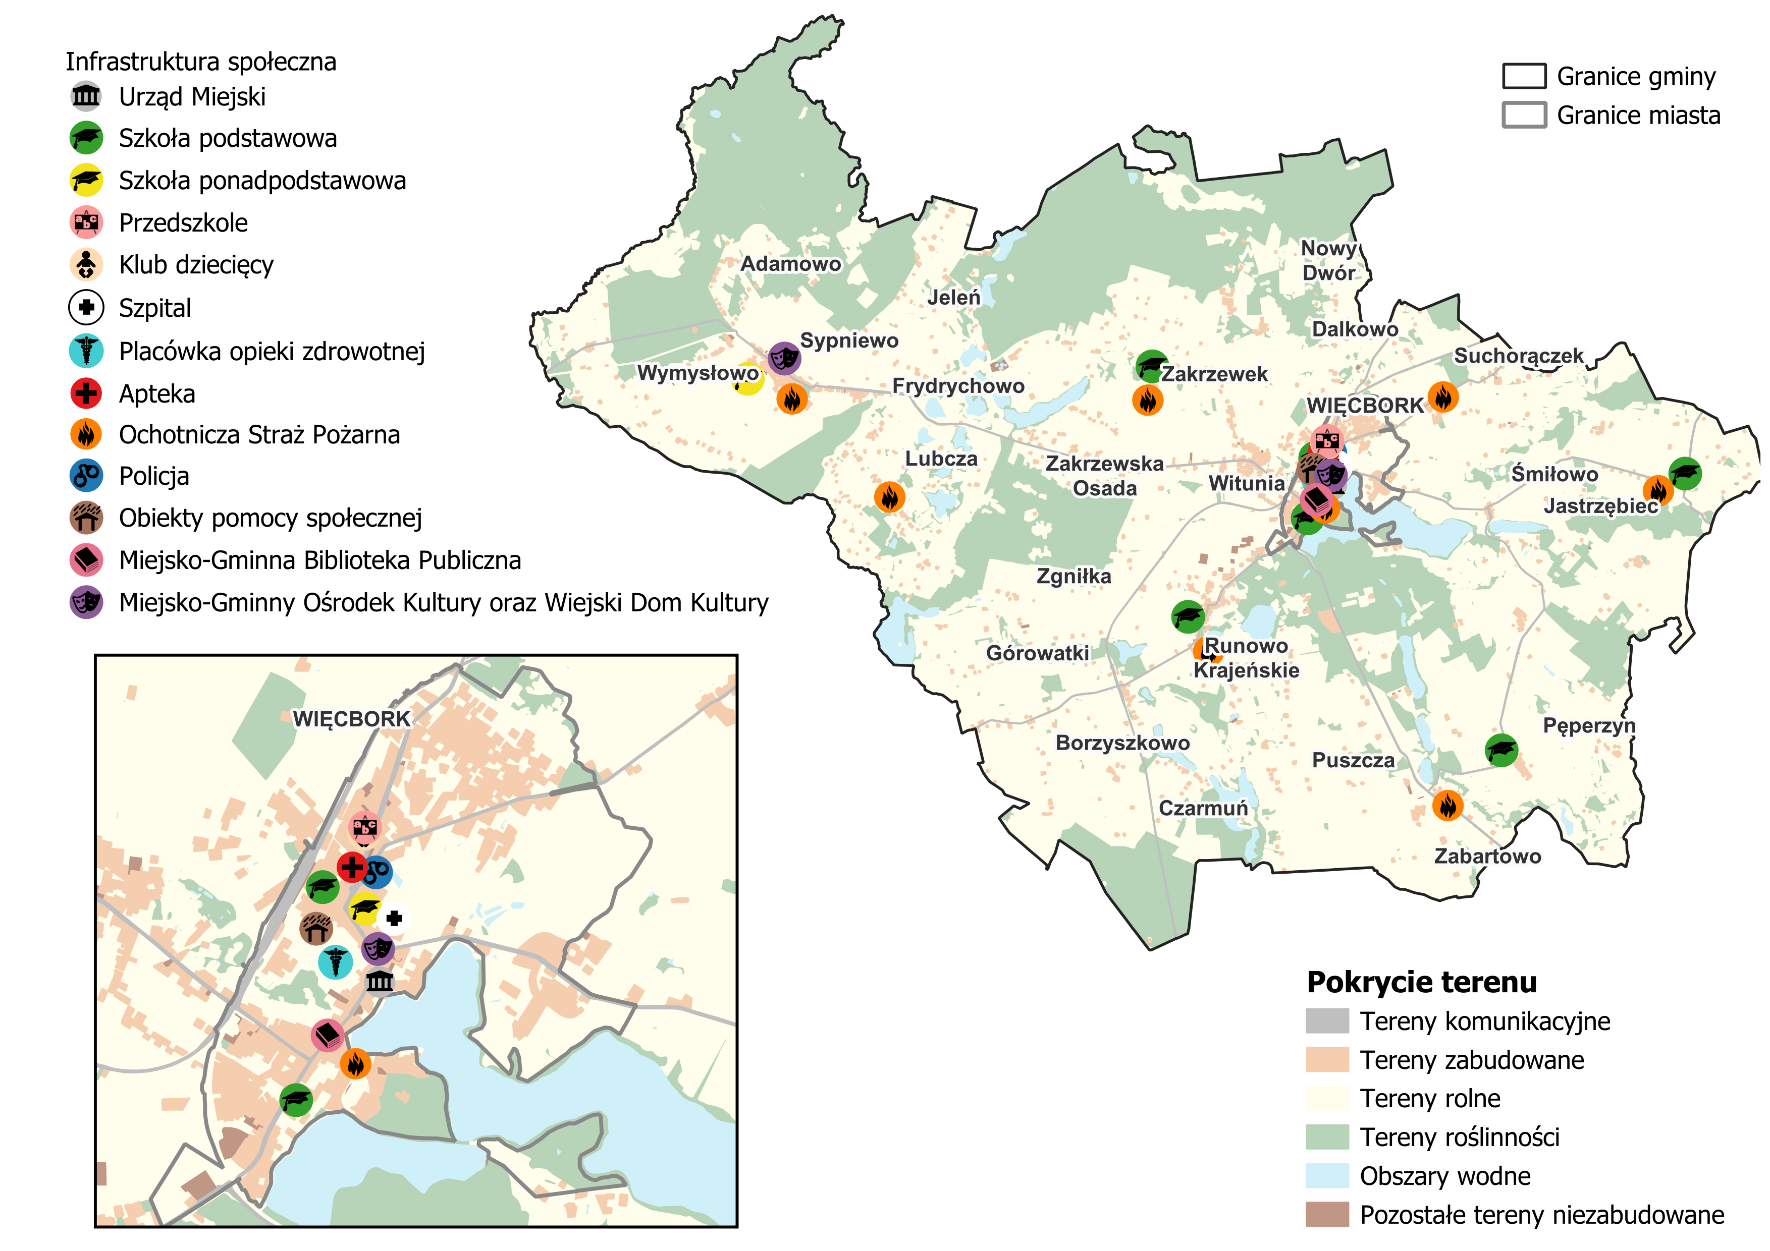 Infrastruktura społeczna
Urząd Miejski
Szkoła podstawowa
Szkoła ponadpodstawowa
Przedszkole
Klub dziecięcy
Szpital
Placówka opieki zdrowotnej
Apteka
Ochotnicza Straż Pożarna
Policja
Obiekty pomocy społecznej
Miejsko-Gminna Biblioteka Publiczna
Miejsko-Gminny Ośrodek Kultury oraz Wiejski Dom Kultury
Granice gminy
Granice miasta
Adamowo
Nowy
Dwór
Jeleń
Dalkowo
Sypniewo
Suchorączek
Wymysłowo
Zakrzewek
Frydrychowo
WIĘCBORK
Lubcza
Zakrzewska
Osada
Witunia
Śmiłowo
Jastrzębiec
Zgniłka
Runowo
Krajeńskie
Górowatki
Pęperzyn
Borzyszkowo
Puszcza
Czarmuń
Zabartowo
WIĘCBORK
Pokrycie terenu
Tereny komunikacyjne
Tereny zabudowane
Tereny rolne
Tereny roślinności
Obszary wodne
Pozostałe tereny niezabudowane